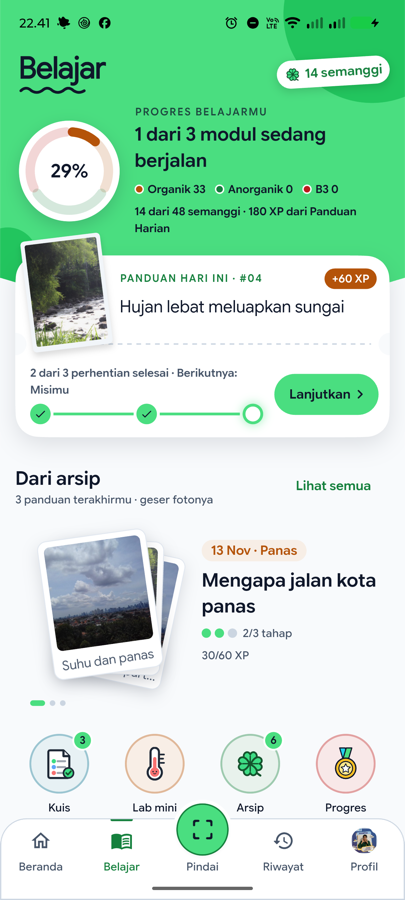 22.41
Vo))
LTE
Belajar
14 semanggi
PROGRES BELAJARMU
1 dari 3 modul sedang
berjalan
29%
Organik 33
Anorganik 0
B3 0
14 dari 48 semanggi · 180 XP dari Panduan
Harian
PANDUAN HARI INI · #04
+60 XP
Hujan lebat meluapkan sungai
2 dari 3 perhentian selesai · Berikutnya:
Misimu
Lanjutkan
Dari arsip
3 panduan terakhirmu · geser fotonya
Lihat semua
13 Nov · Panas
Mengapa jalan kota
panas
2/3 tahap
30/60 XP
Suhu dan panas
3
6
Kuis
Lab mini
Arsip
Progres
Beranda
Belajar
Pindai
Riwayat
Profil